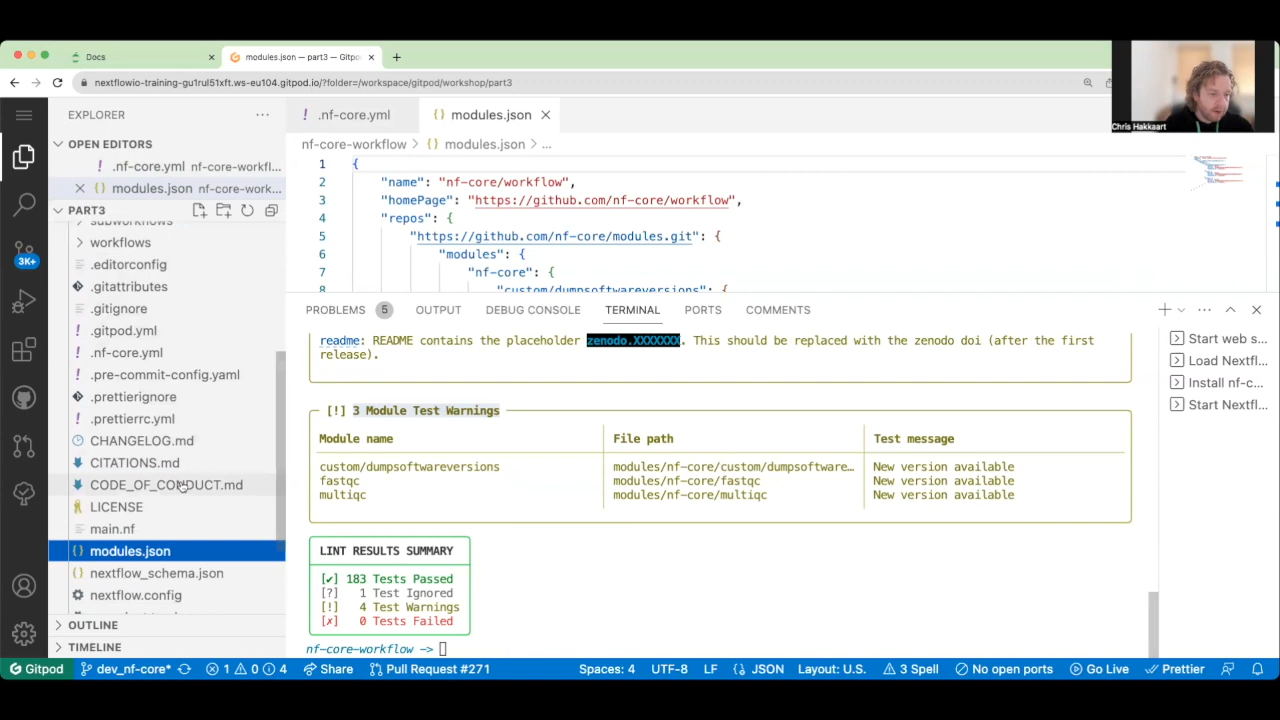 Docs
modules.json — part3 — Gitpo
nextflowio-training-gu1rul51xft.ws-eu104.gitpod.io/?folder=/workspace/gitpod/workshop/part3
Chris Hakkaart
EXPLORER
.nf-core.yml
modules.json
OPEN EDITORS
nf-core-workflow > modules.json > ...
.nf-core.yml nf-core-workfl...
modules.json nf-core-work...
PART3
subworkflows
workflows
.editorconfig
.gitattributes
.gitignore
.gitpod.yml
.nf-core.yml
.pre-commit-config.yaml
.prettierignore
.prettierrc.yml
CHANGELOG.md
CITATIONS.md
CODE_OF_CONDUCT.md
LICENSE
main.nf
modules.json
nextflow_schema.json
nextflow.config
OUTLINE
TIMELINE
3K+
1 {
2 "name": "nf-core/workflow",
3 "homePage": "https://github.com/nf-core/workflow",
4 "repos": {
5 "https://github.com/nf-core/modules.git": {
6 "modules": {
7 "nf-core": {
8 "custom/dumpsoftwareversions": {
PROBLEMS 5 OUTPUT DEBUG CONSOLE TERMINAL PORTS COMMENTS
readme: README contains the placeholder zenodo.XXXXXXX. This should be replaced with the zenodo doi (after the first
release).
[!] 3 Module Test Warnings
Module name File path Test message
custom/dumpsoftwareversions modules/nf-core/custom/dumpsoftware… New version available
fastqc modules/nf-core/fastqc New version available
multiqc modules/nf-core/multiqc New version available
LINT RESULTS SUMMARY
[✔] 183 Tests Passed
[?] 1 Test Ignored
[!] 4 Test Warnings
[✗] 0 Tests Failed
nf-core-workflow ->
Start web s...
Load Nextfl...
Install nf-c...
Start Nextfl...
Gitpod dev_nf-core* 1 0 4 Share Pull Request #271 Spaces: 4 UTF-8 LF JSON Layout: U.S. 3 Spell No open ports Go Live Prettier